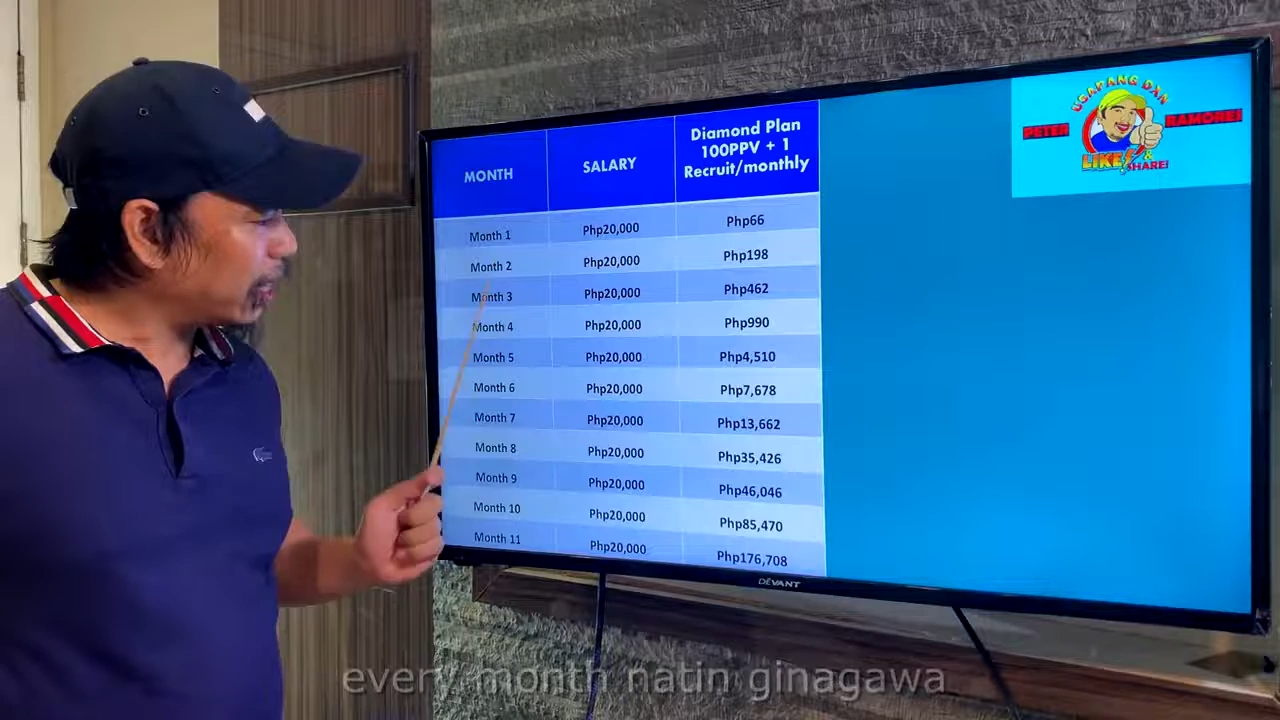 USAPANG DXN
PETER RAMOREZ
LIKE & SHARE!
MONTH SALARY Diamond Plan
100PPV + 1
Recruit/monthly
Month 1 Php20,000 Php66
Month 2 Php20,000 Php198
Month 3 Php20,000 Php462
Month 4 Php20,000 Php990
Month 5 Php20,000 Php4,510
Month 6 Php20,000 Php7,678
Month 7 Php20,000 Php13,662
Month 8 Php20,000 Php35,426
Month 9 Php20,000 Php46,046
Month 10 Php20,000 Php85,470
Month 11 Php20,000 Php176,708
DEVANT
every month natin ginagawa